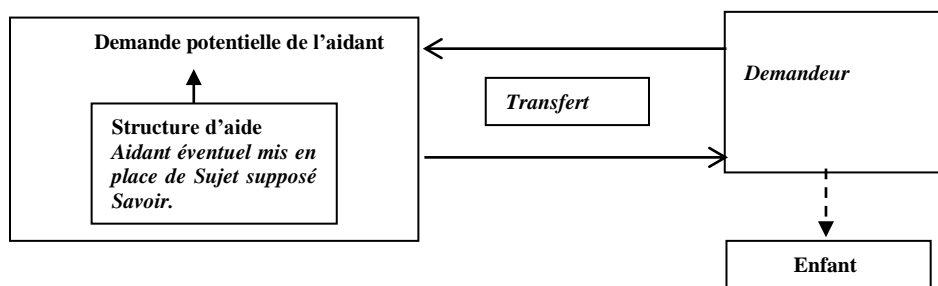 Demande potentielle de l’aidant
Structure d’aide
Aidant éventuel mis en
place de Sujet supposé
Savoir.
Transfert
Demandeur
Enfant